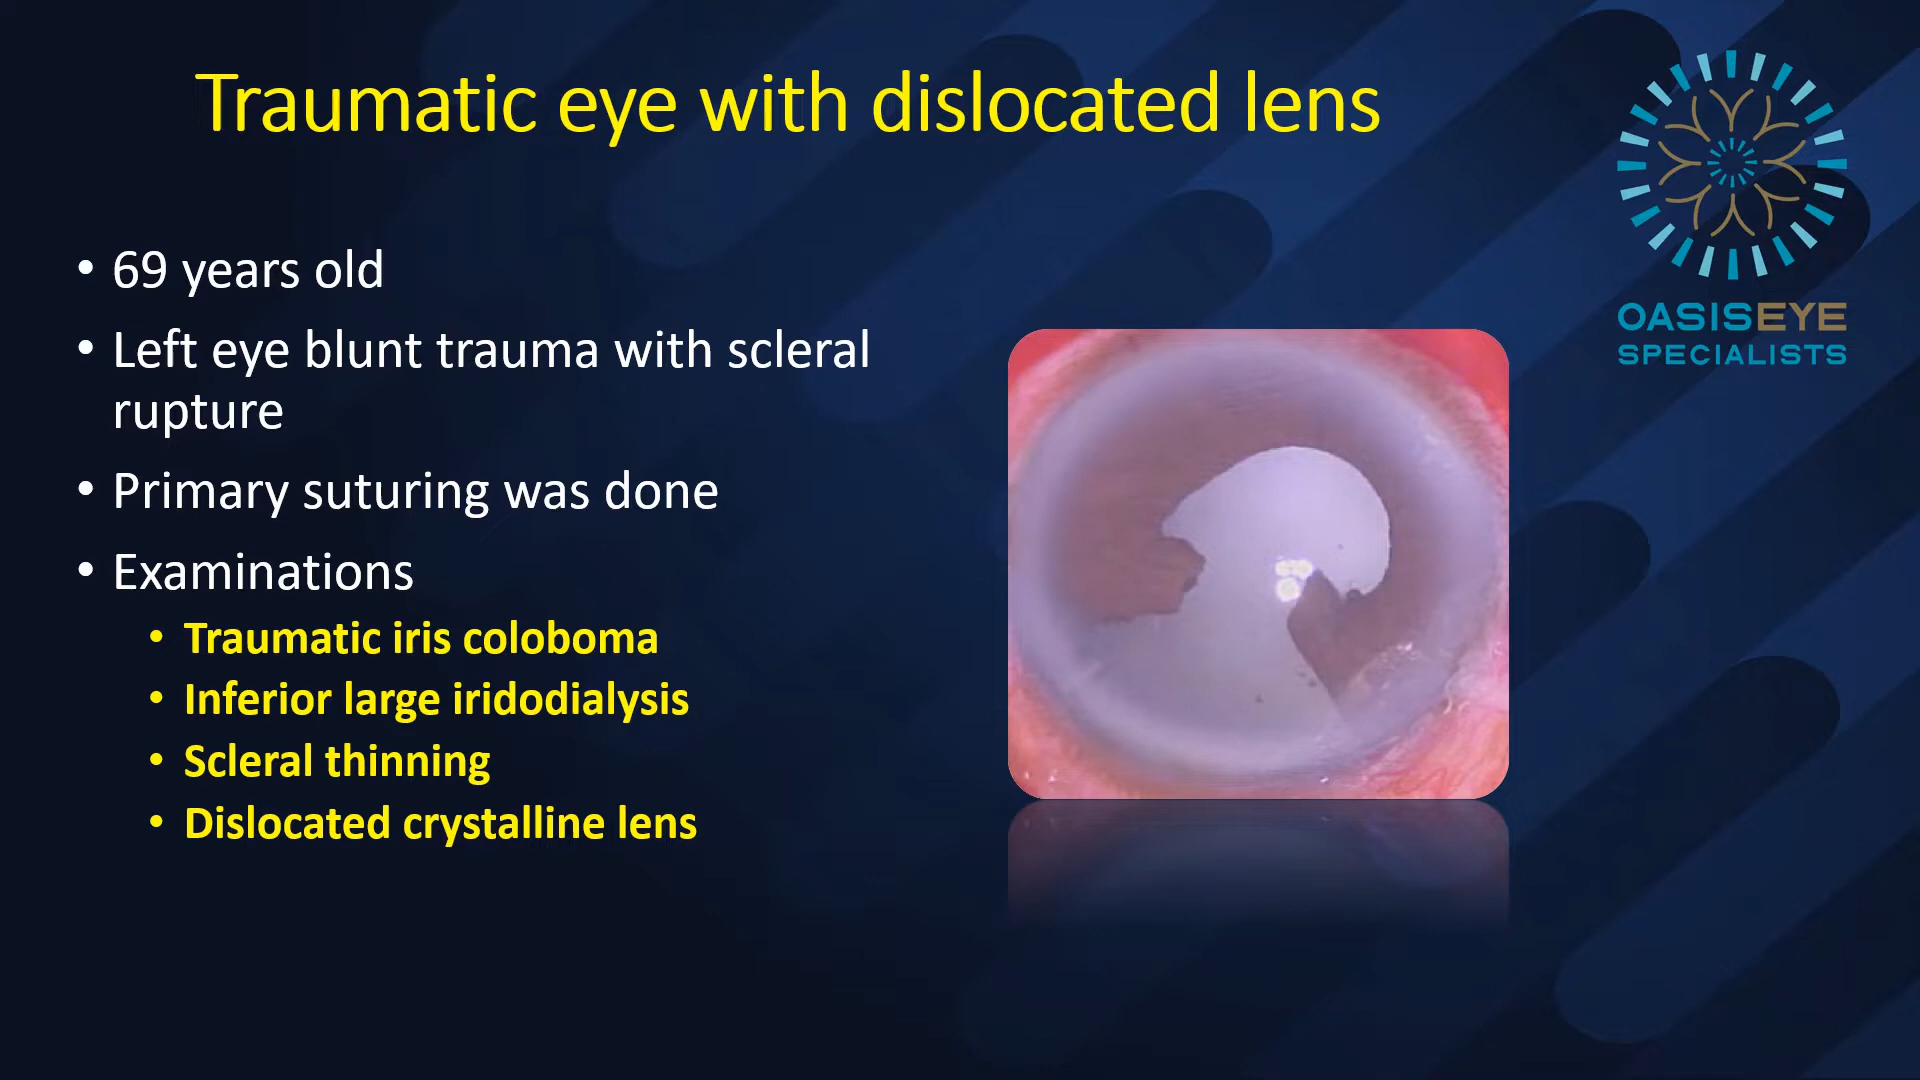 Traumatic eye with dislocated lens
• 69 years old
• Left eye blunt trauma with scleral
rupture
• Primary suturing was done
• Examinations
• Traumatic iris coloboma
• Inferior large iridodialysis
• Scleral thinning
• Dislocated crystalline lens
OASISEYE
SPECIALISTS